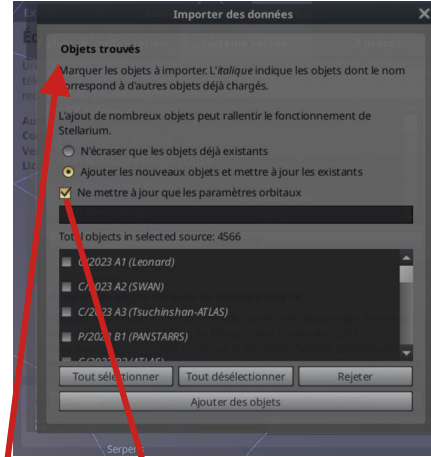 Importer des données
Objets trouvés
Marquer les objets à importer. L'italique indique les objets dont le nom
correspond à d'autres objets déjà chargés.
L'ajout de nombreux objets peut rallentir le fonctionnement de
Stellarium.
N'écraser que les objets déjà existants
Ajouter les nouveaux objets et mettre à jour les existants
Ne mettre à jour que les paramètres orbitaux
Total objects in selected source: 4566
C/2023 A1 (Leonard)
C/2023 A2 (SWAN)
C/2023 A3 (Tsuchinshan-ATLAS)
P/2023 B1 (PANSTARRS)
Tout sélectionner Tout désélectionner Rejeter
Ajouter des objets
Serpent